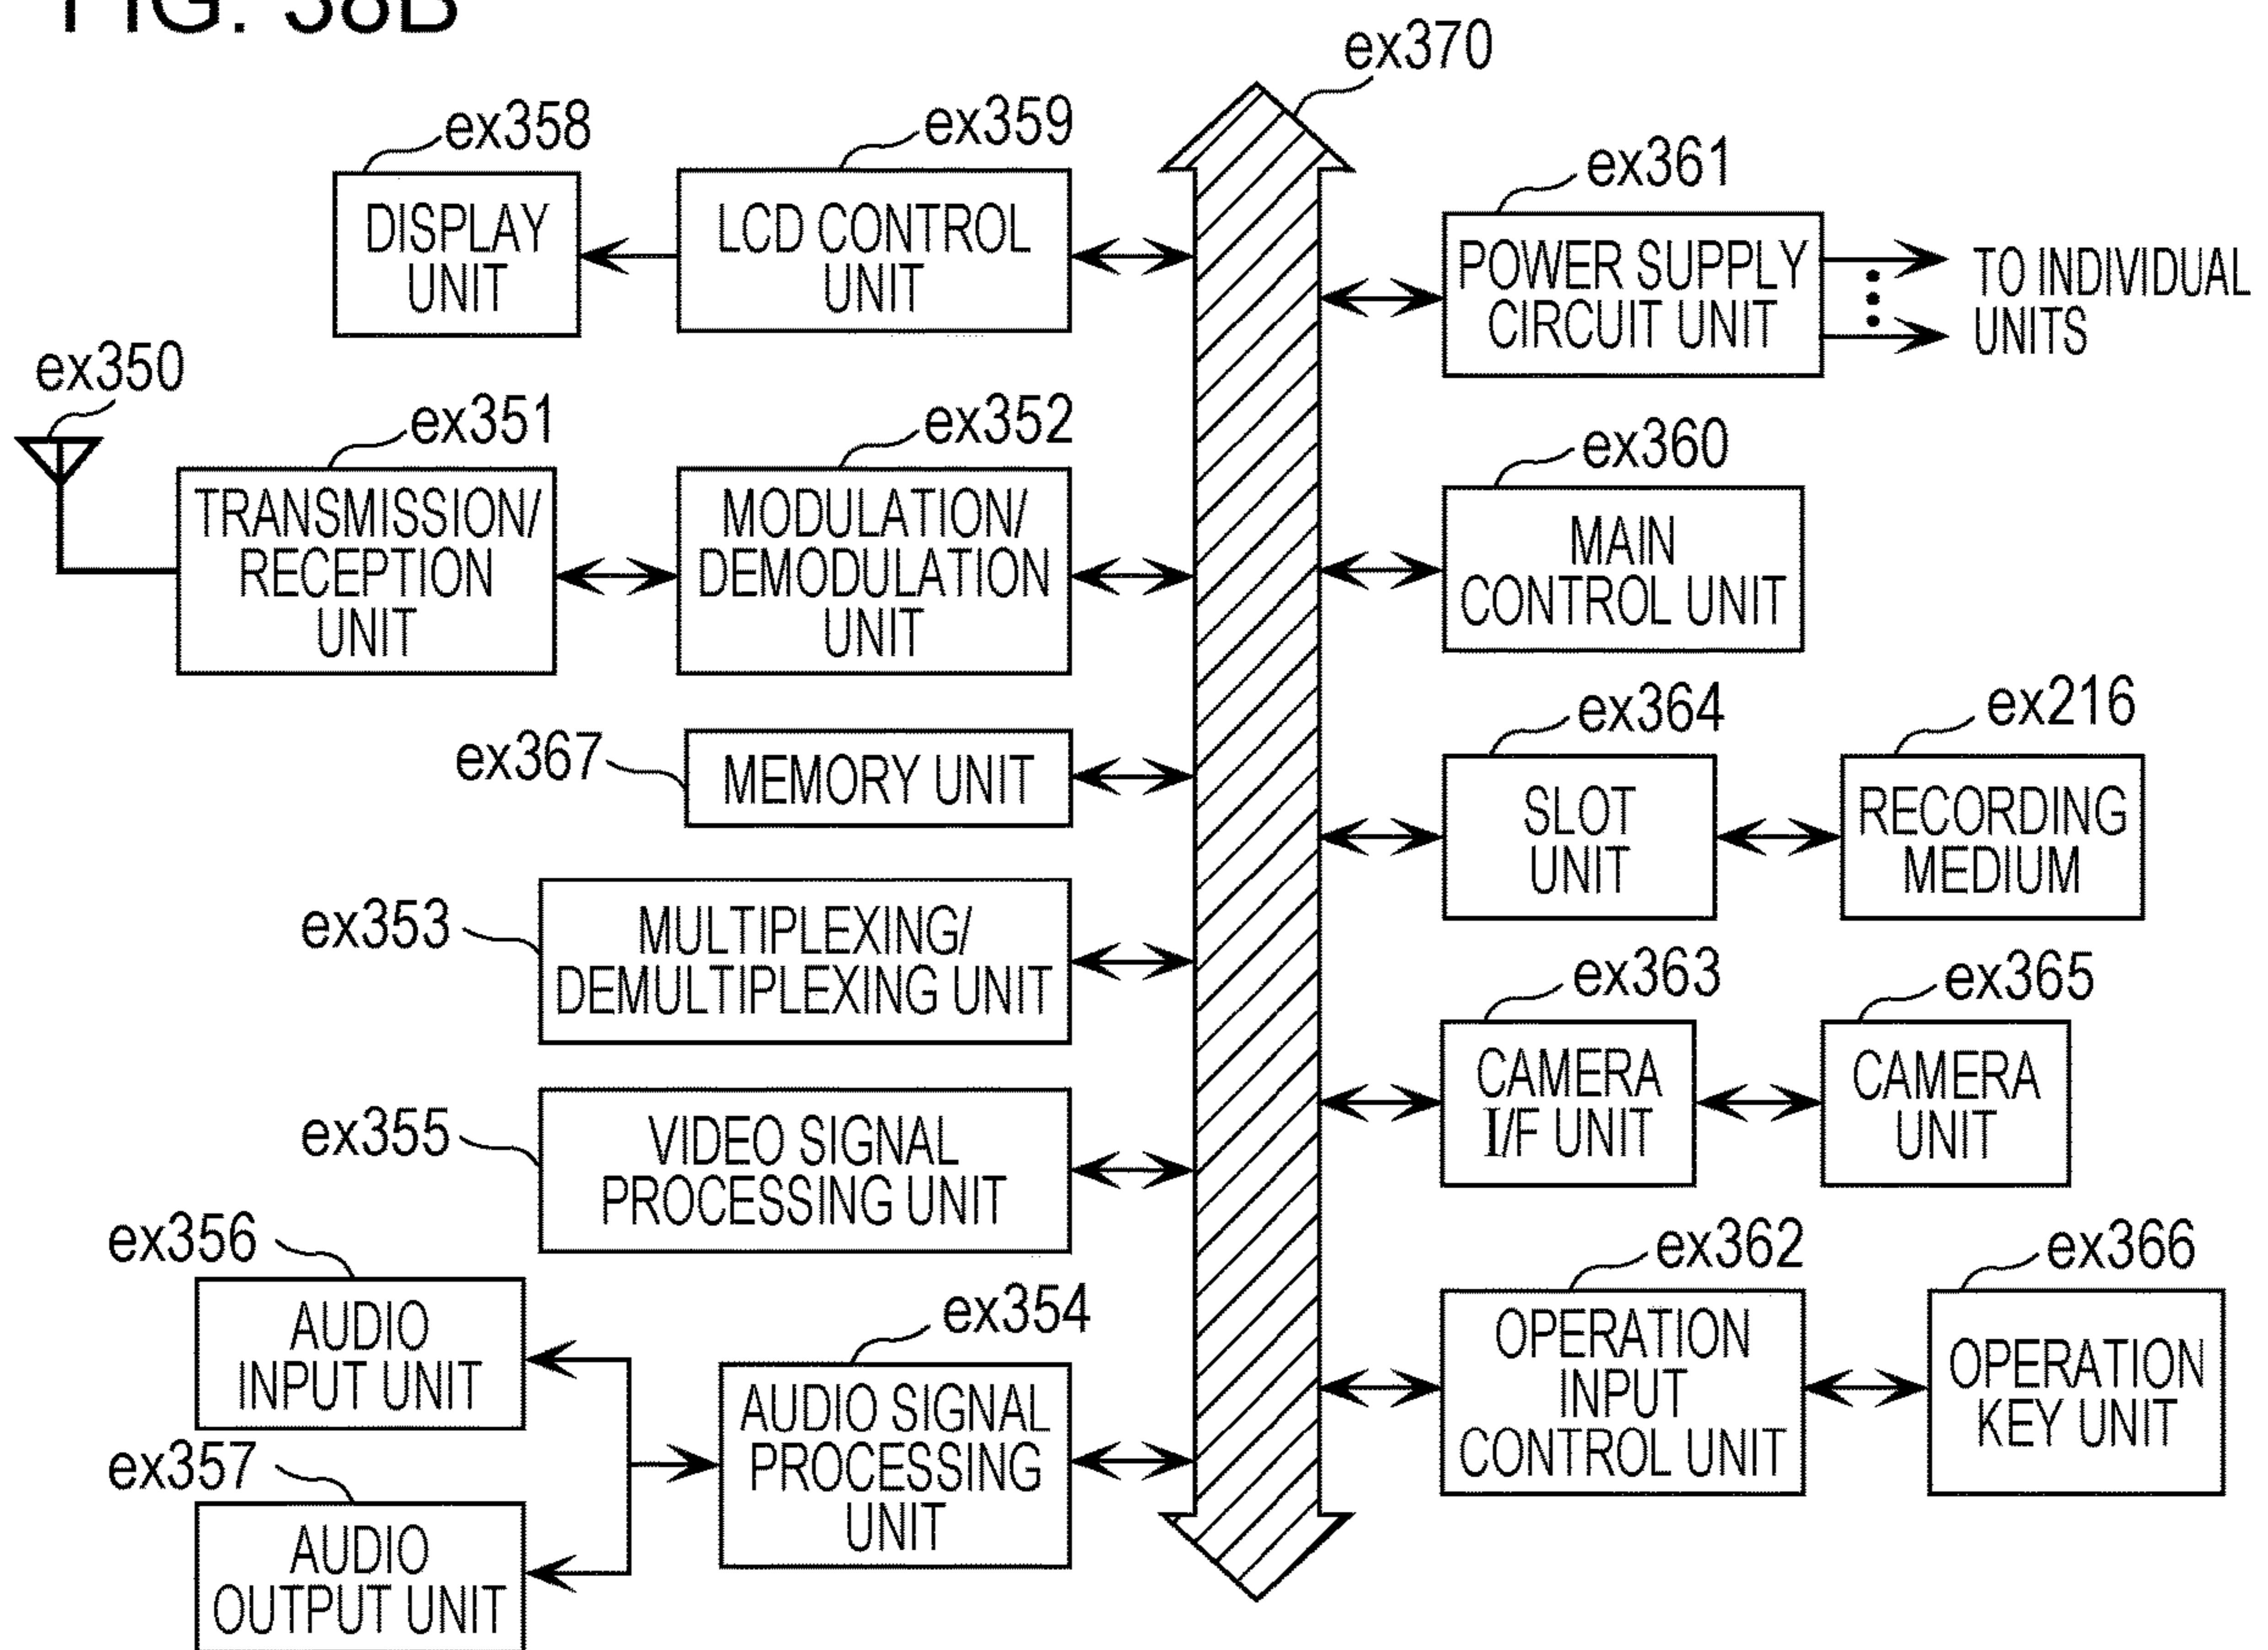 FIG. 38B
ex370
ex358
ex359
ex361
DISPLAY
UNIT
LCD CONTROL
UNIT
POWER SUPPLY
CIRCUIT UNIT
TO INDIVIDUAL
UNITS
ex350
ex351
ex352
ex360
TRANSMISSION/
RECEPTION
UNIT
MODULATION/
DEMODULATION
UNIT
MAIN
CONTROL UNIT
ex367
MEMORY UNIT
ex364
ex216
SLOT
UNIT
RECORDING
MEDIUM
ex353
MULTIPLEXING/
DEMULTIPLEXING UNIT
ex363
ex365
CAMERA
I/F UNIT
CAMERA
UNIT
ex355
VIDEO SIGNAL
PROCESSING UNIT
ex356
AUDIO
INPUT UNIT
ex354
AUDIO SIGNAL
PROCESSING
UNIT
ex362
ex366
OPERATION
INPUT
CONTROL UNIT
OPERATION
KEY UNIT
ex357
AUDIO
OUTPUT UNIT